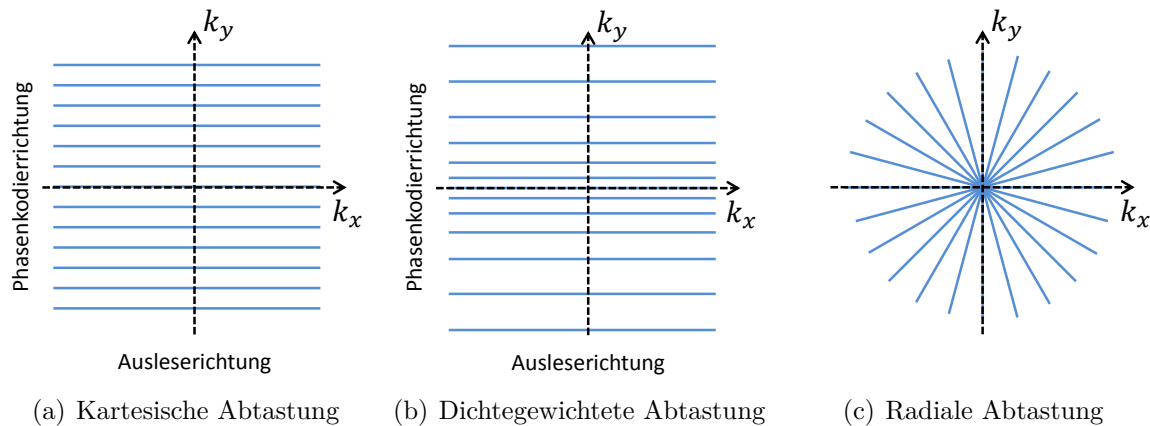 k_y
k_x
Phasenkodierrichtung
Ausleserichtung
(a) Kartesische Abtastung
k_y
k_x
Phasenkodierrichtung
Ausleserichtung
(b) Dichtegewichtete Abtastung
k_y
k_x
(c) Radiale Abtastung